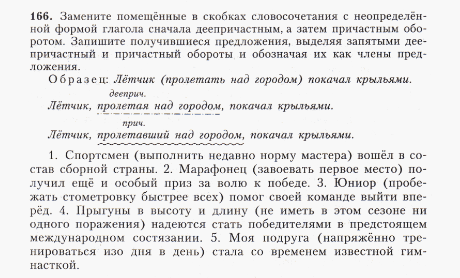 166. Замените помещённые в скобках словосочетания с неопределён-
ной формой глагола сначала деепричастным, а затем причастным обо-
ротом. Запишите получившиеся предложения, выделяя запятыми дее-
причастный и причастный обороты и обозначая их как члены пред-
ложения.
Образец: Лётчик (пролетать над городом) покачал крыльями.
дееприч.
Лётчик, пролетая над городом, покачал крыльями.
прич.
Лётчик, пролетавший над городом, покачал крыльями.
1. Спортсмен (выполнить недавно норму мастера) вошёл в со-
став сборной страны. 2. Марафонец (завоевать первое место) по-
лучил ещё и особый приз за волю к победе. 3. Юниор (пробе-
жать стометровку быстрее всех) помог своей команде выйти впе-
рёд. 4. Прыгуны в высоту и длину (не иметь в этом сезоне ни
одного поражения) надеются стать победителями в предстоящем
международном состязании. 5. Моя подруга (напряжённо тре-
нироваться изо дня в день) стала со временем известной гим-
насткой.